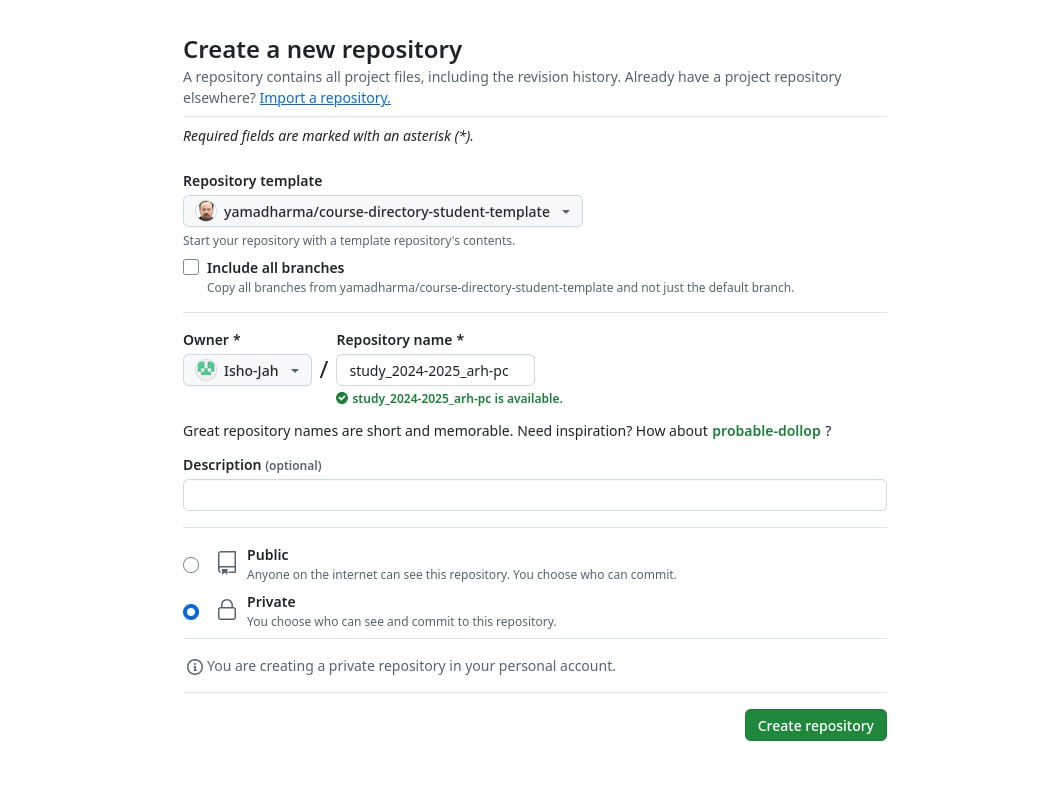 Create a new repository
A repository contains all project files, including the revision history. Already have a project repository
elsewhere? Import a repository.
Required fields are marked with an asterisk (*).
Repository template
yamadharma/course-directory-student-template
Start your repository with a template repository's contents.
Include all branches
Copy all branches from yamadharma/course-directory-student-template and not just the default branch.
Owner * Repository name *
Isho-Jah / study_2024-2025_arh-pc
study_2024-2025_arh-pc is available.
Great repository names are short and memorable. Need inspiration? How about probable-dollop ?
Description (optional)
Public
Anyone on the internet can see this repository. You choose who can commit.
Private
You choose who can see and commit to this repository.
You are creating a private repository in your personal account.
Create repository